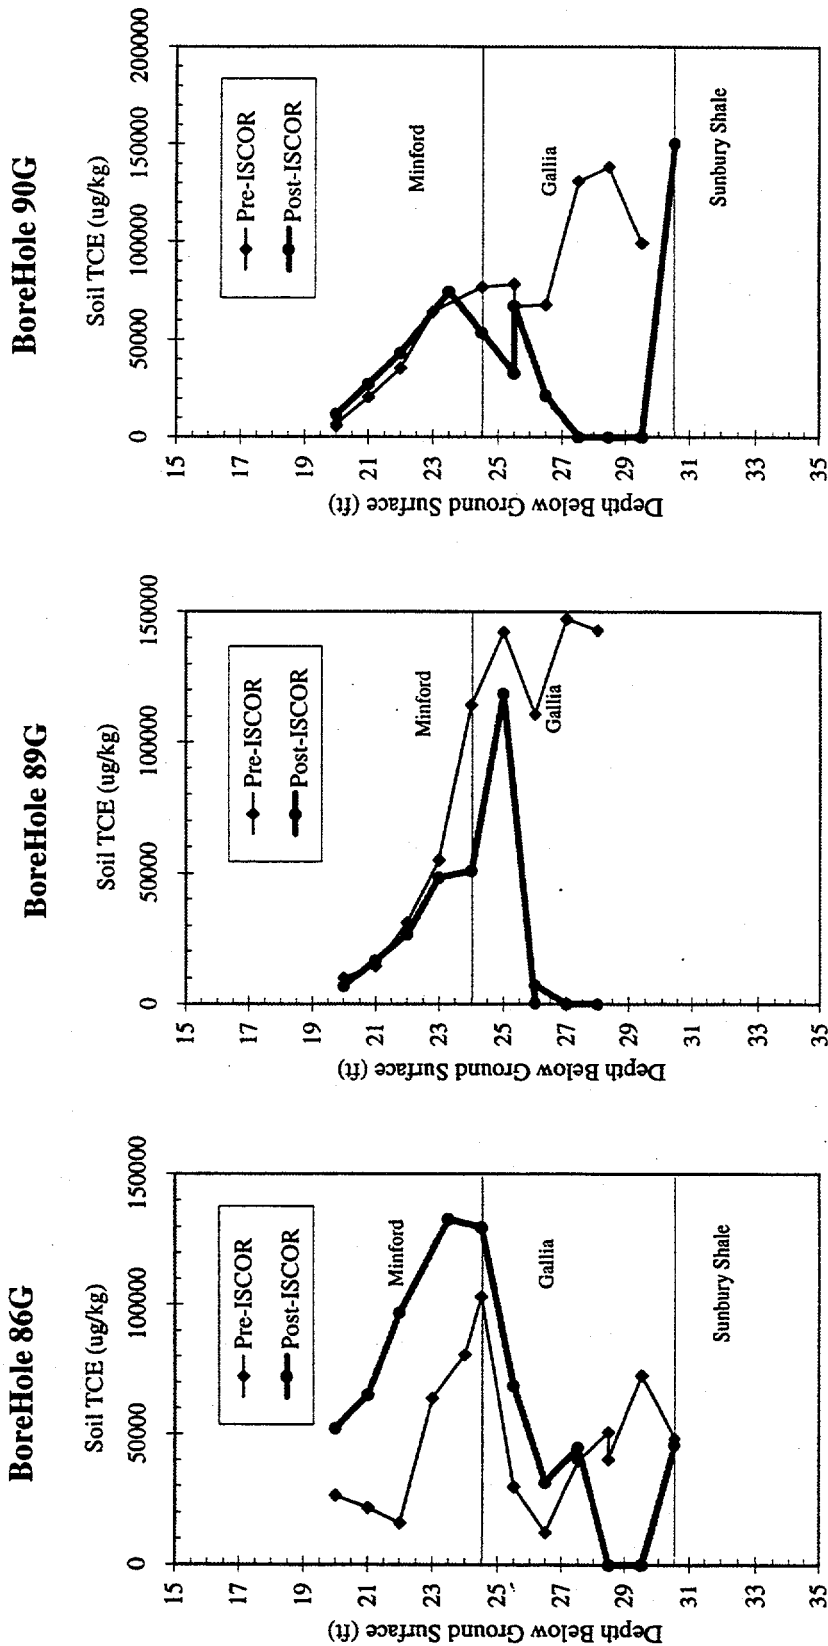 BoreHole 86G
Soil TCE (ug/kg)
0 50000 100000 150000
15
17
19
21
23
25
27
29
31
33
35
Depth Below Ground Surface (ft)
Pre-ISCOR
Post-ISCOR
Minford
Gallia
Sunbury Shale
BoreHole 89G
Soil TCE (ug/kg)
0 50000 100000 150000
15
17
19
21
23
25
27
29
31
33
35
Depth Below Ground Surface (ft)
Pre-ISCOR
Post-ISCOR
Minford
Gallia
BoreHole 90G
Soil TCE (ug/kg)
0 50000 100000 150000 200000
15
17
19
21
23
25
27
29
31
33
35
Depth Below Ground Surface (ft)
Pre-ISCOR
Post-ISCOR
Minford
Gallia
Sunbury Shale